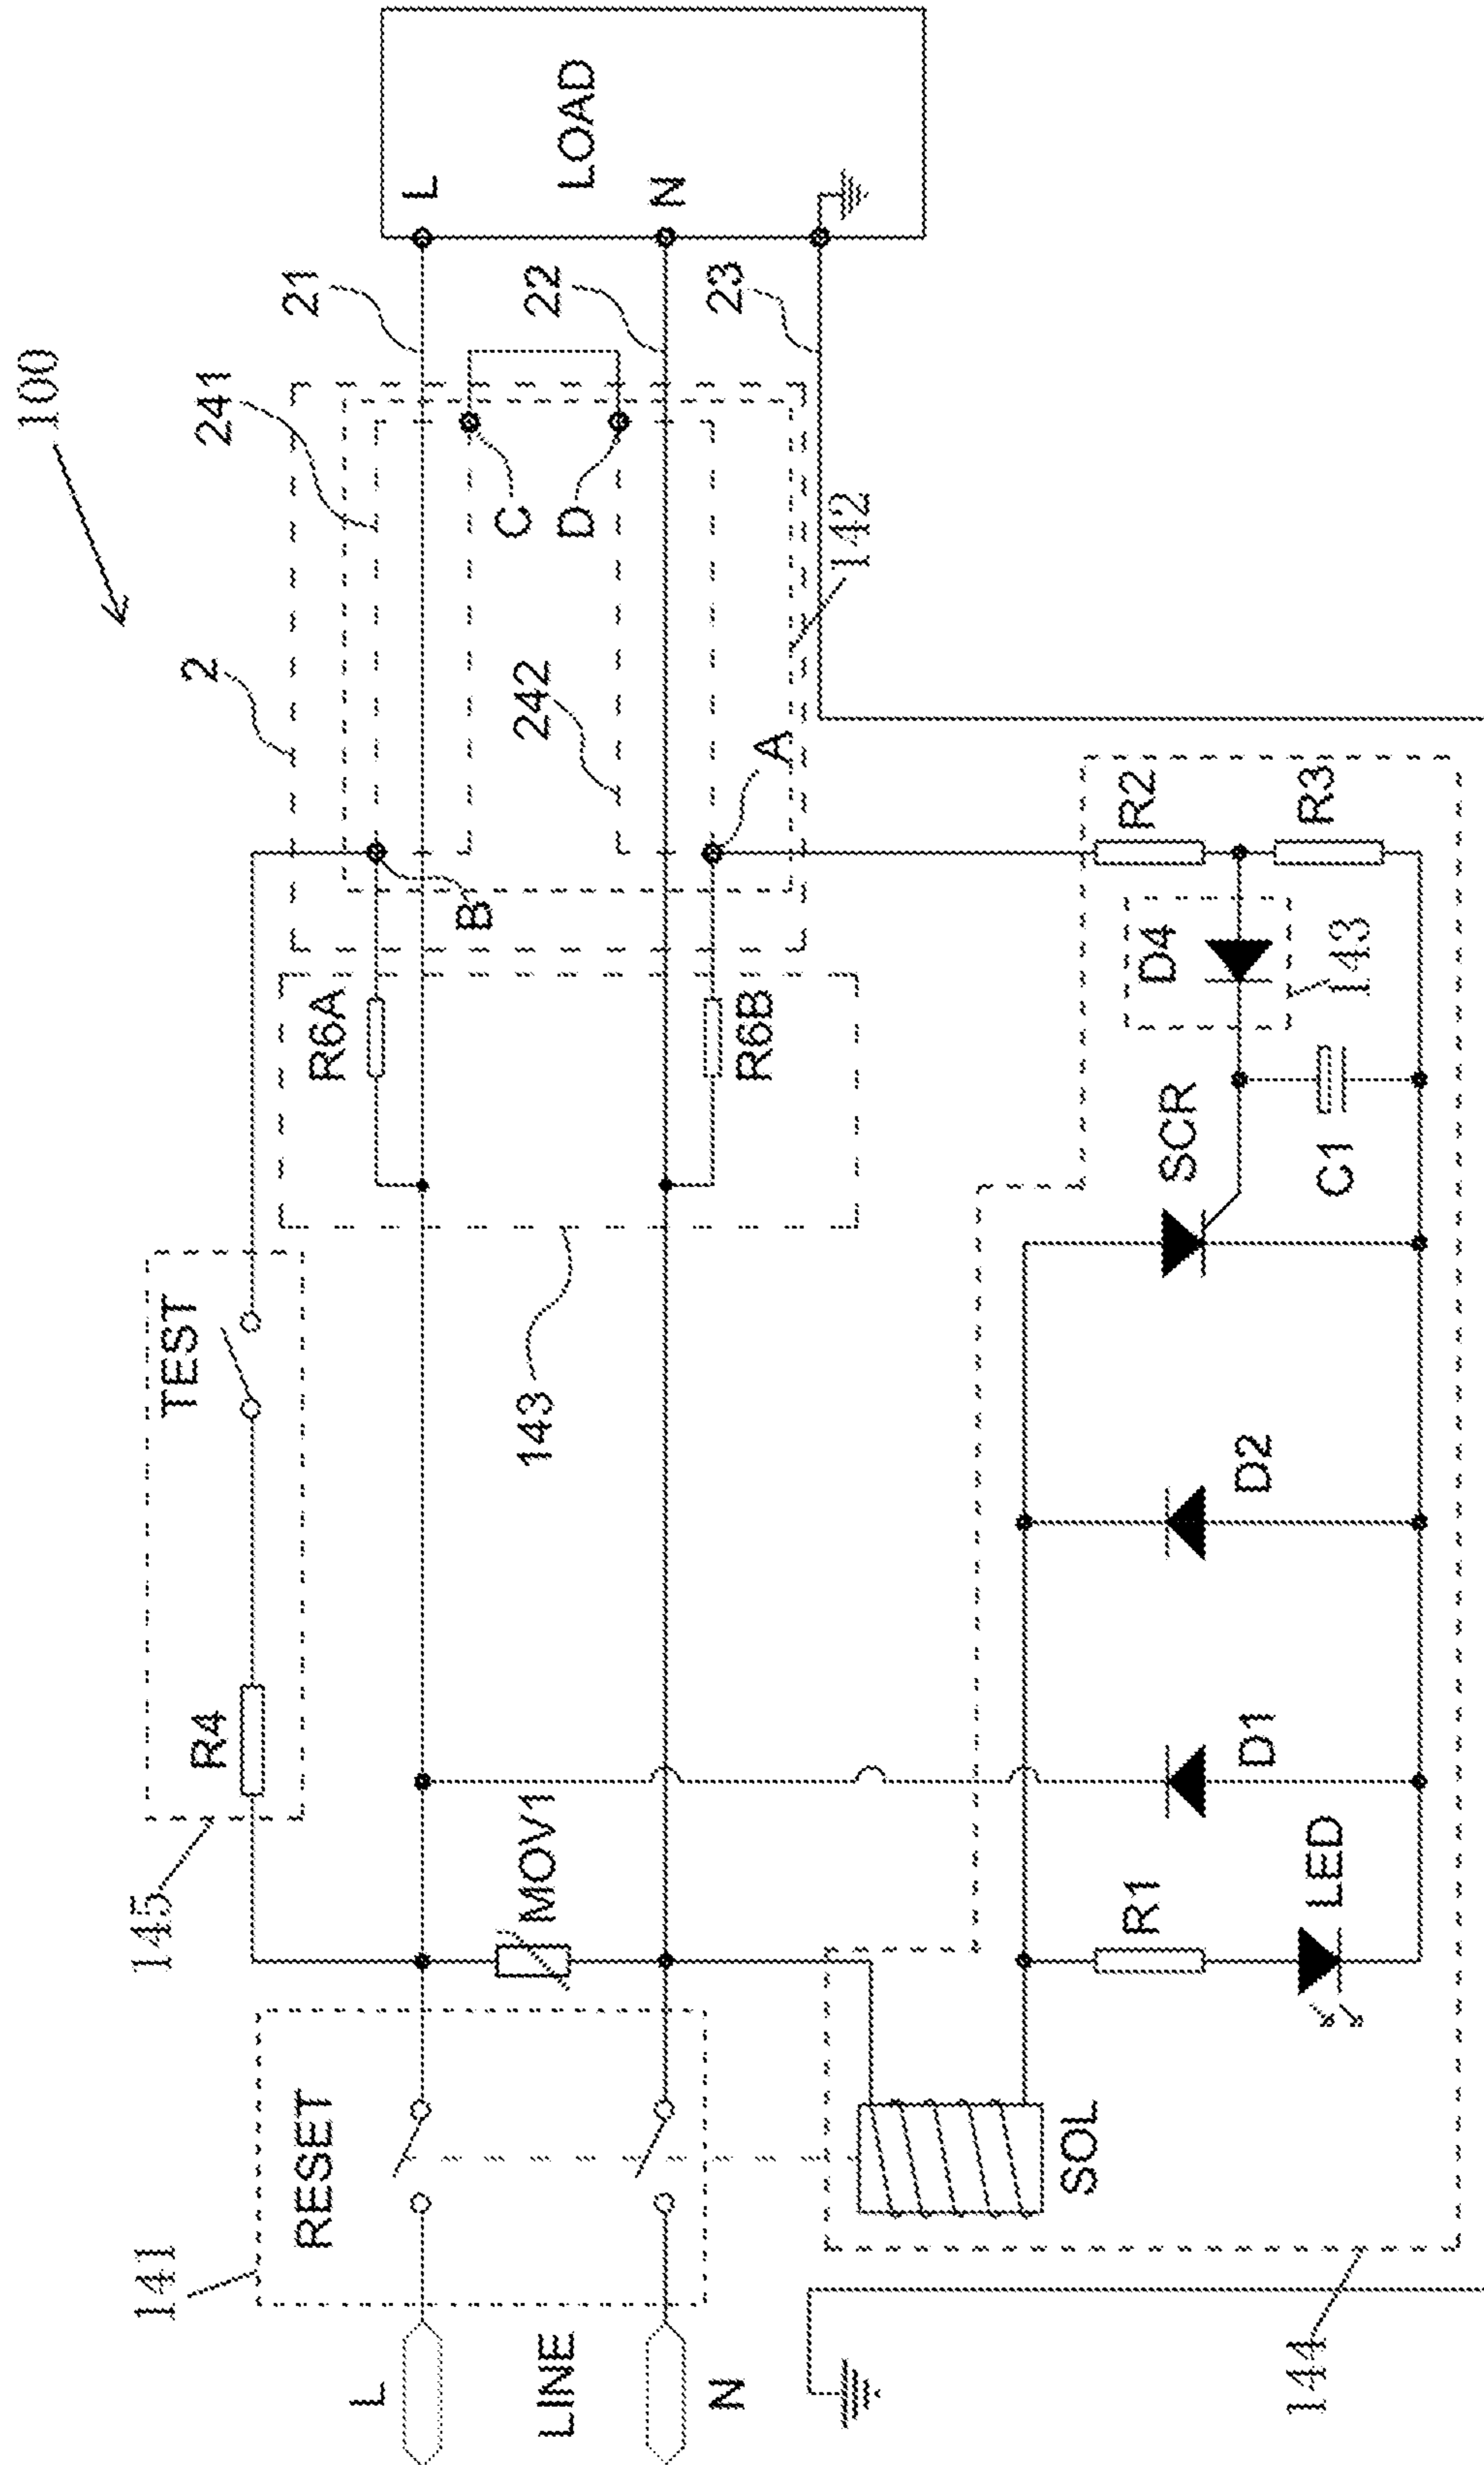 100
2
241
21
L
LOAD
N
22
23
C
D
242
142
A
B
R6A
R6B
143
145
TEST
R4
141
RESET
L
LINE
N
MOV1
SOL
R1
LED
D1
D2
SCR
C1
D4
143
R2
R3
144